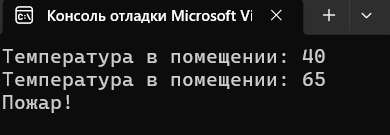 Консоль отладки Microsoft Vi
Температура в помещении: 40
Температура в помещении: 65
Пожар!